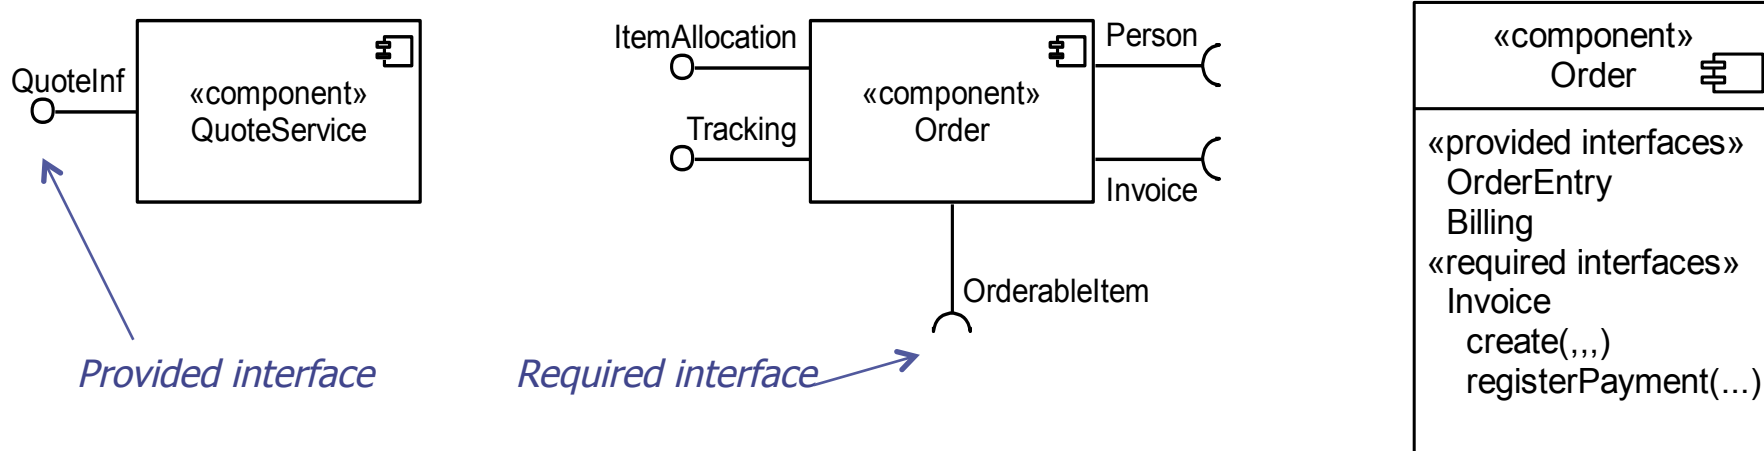 QuoteInf
«component»
QuoteService
Provided interface
ItemAllocation
Tracking
«component»
Order
Person
Invoice
OrderableItem
Required interface
«component»
Order
«provided interfaces»
OrderEntry
Billing
«required interfaces»
Invoice
create(,,,)
registerPayment(...)